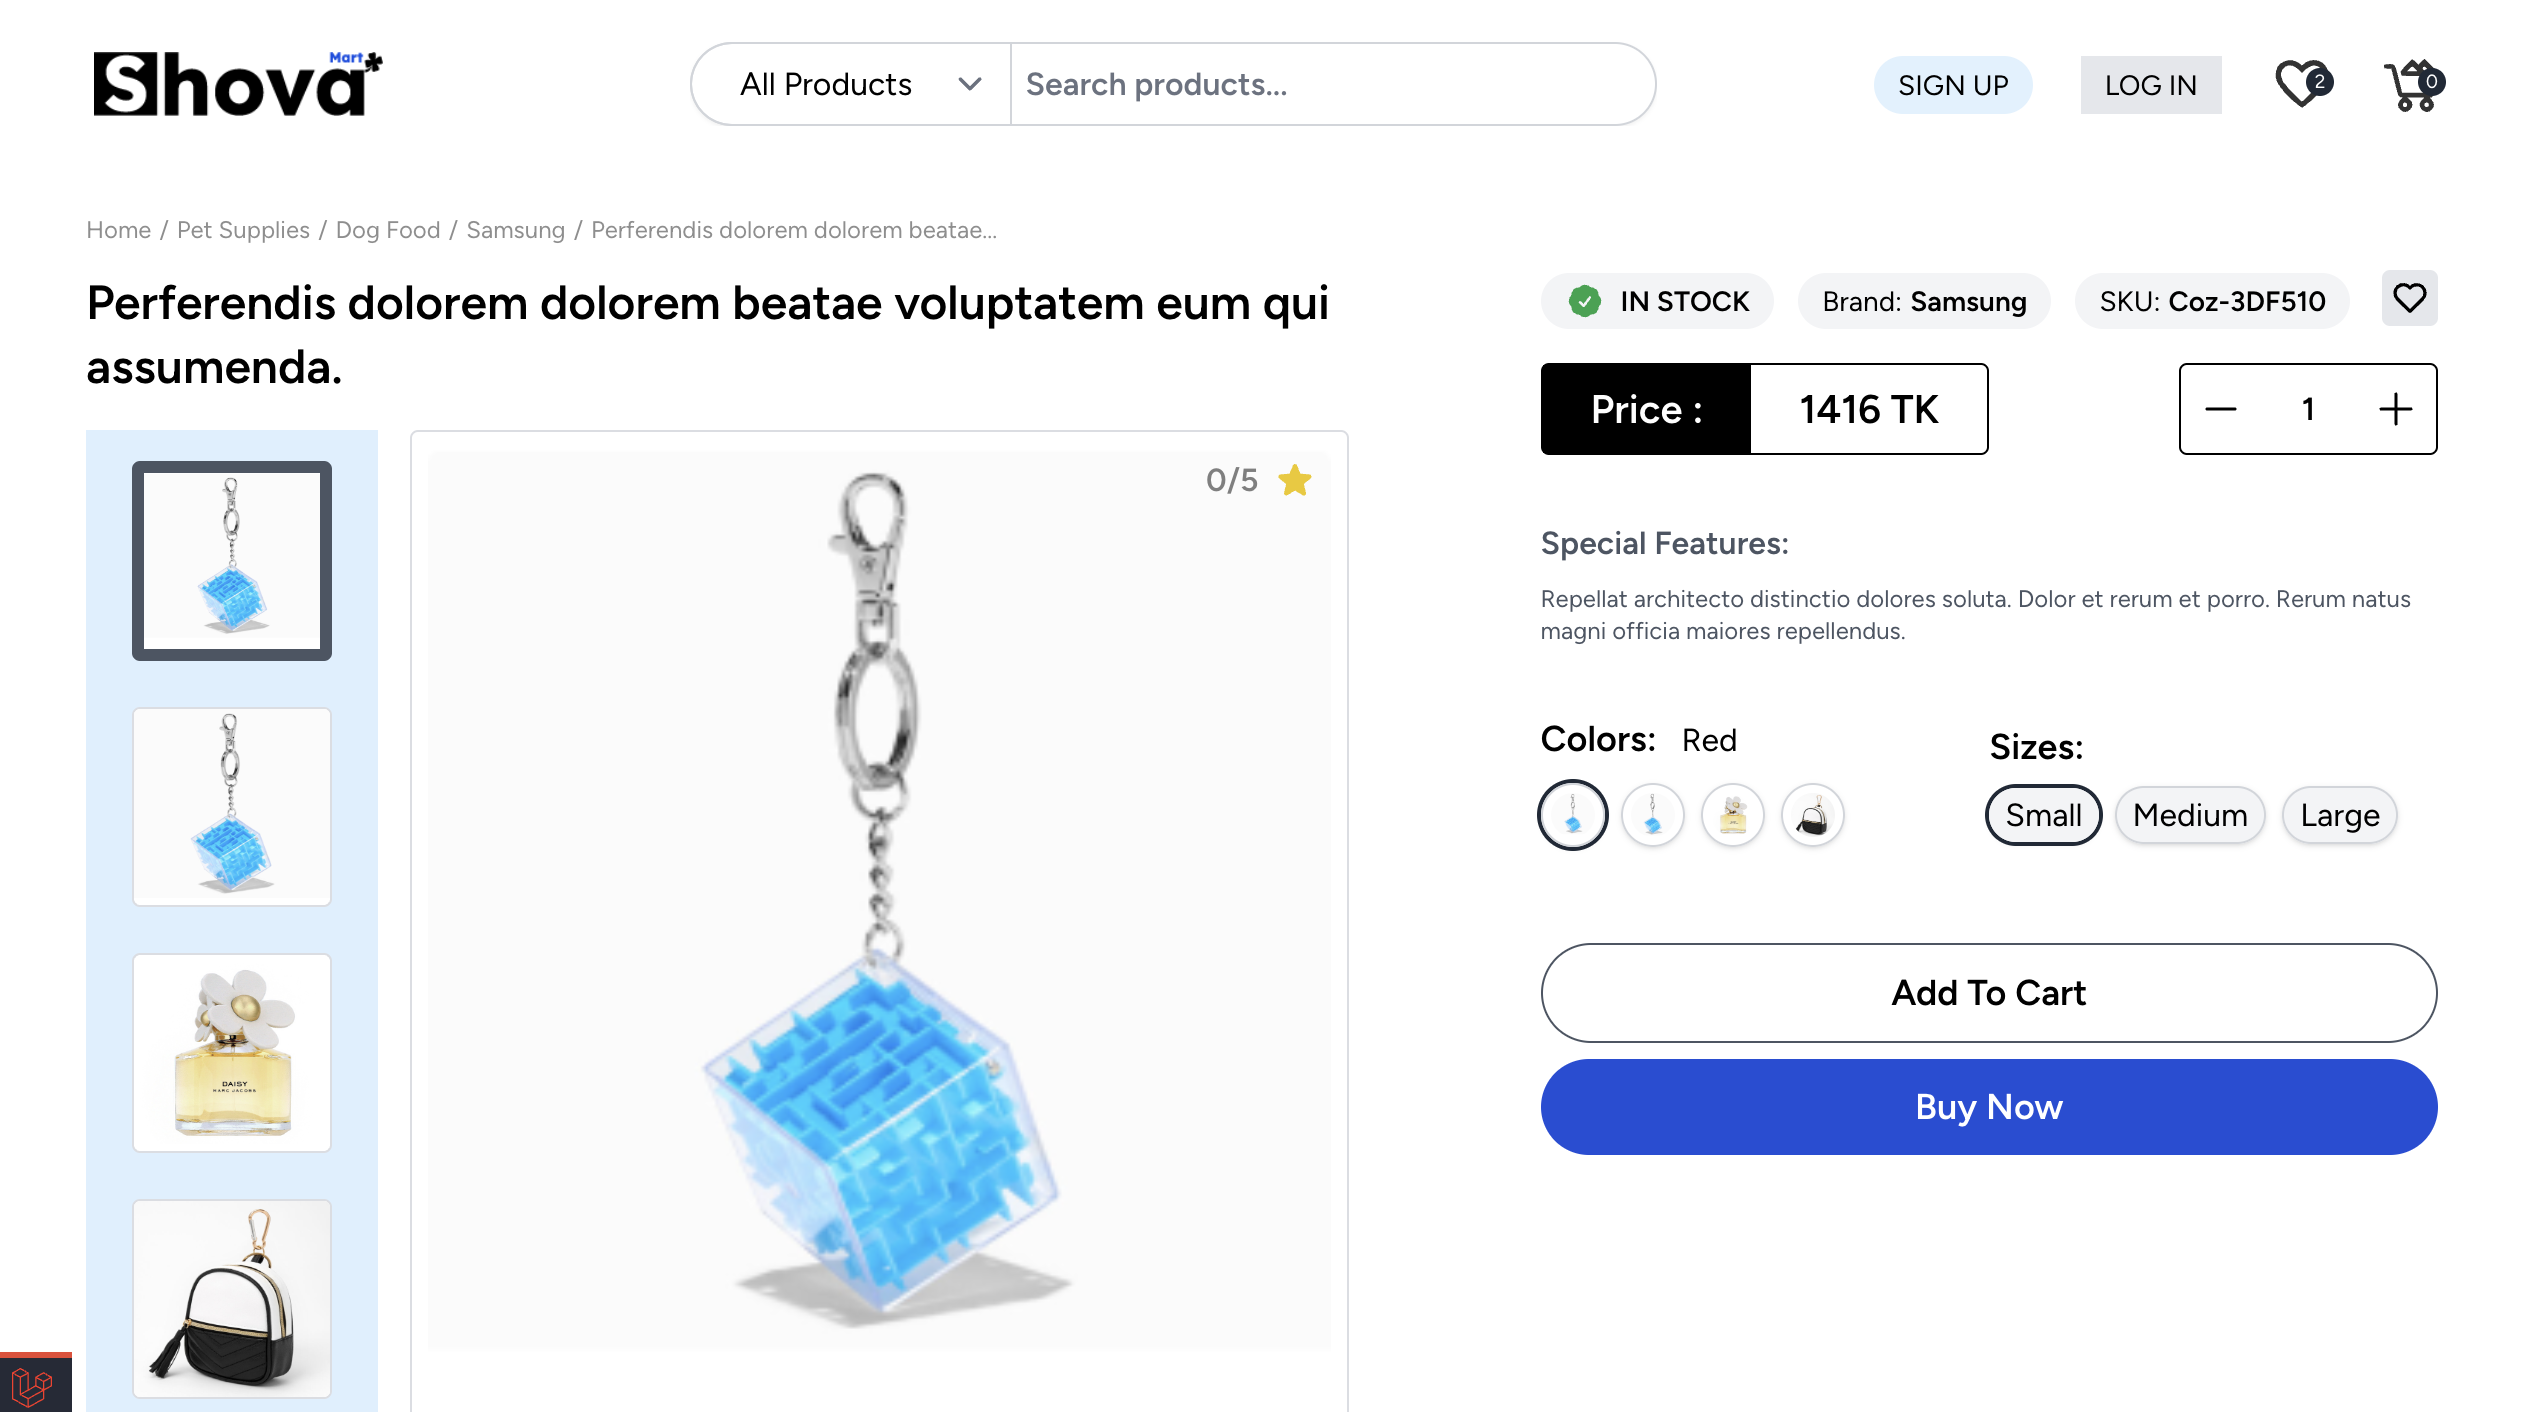 Shova Mart
All Products
Search products...
SIGN UP
LOG IN
2
0
Home / Pet Supplies / Dog Food / Samsung / Perferendis dolorem dolorem beatae...
Perferendis dolorem dolorem beatae voluptatem eum qui
assumenda.
0/5
DAISY
MARC JACOBS
IN STOCK
Brand: Samsung
SKU: Coz-3DF510
Price :
1416 TK
1
Special Features:
Repellat architecto distinctio dolores soluta. Dolor et rerum et porro. Rerum natus
magni officia maiores repellendus.
Colors: Red
Sizes:
Small
Medium
Large
Add To Cart
Buy Now